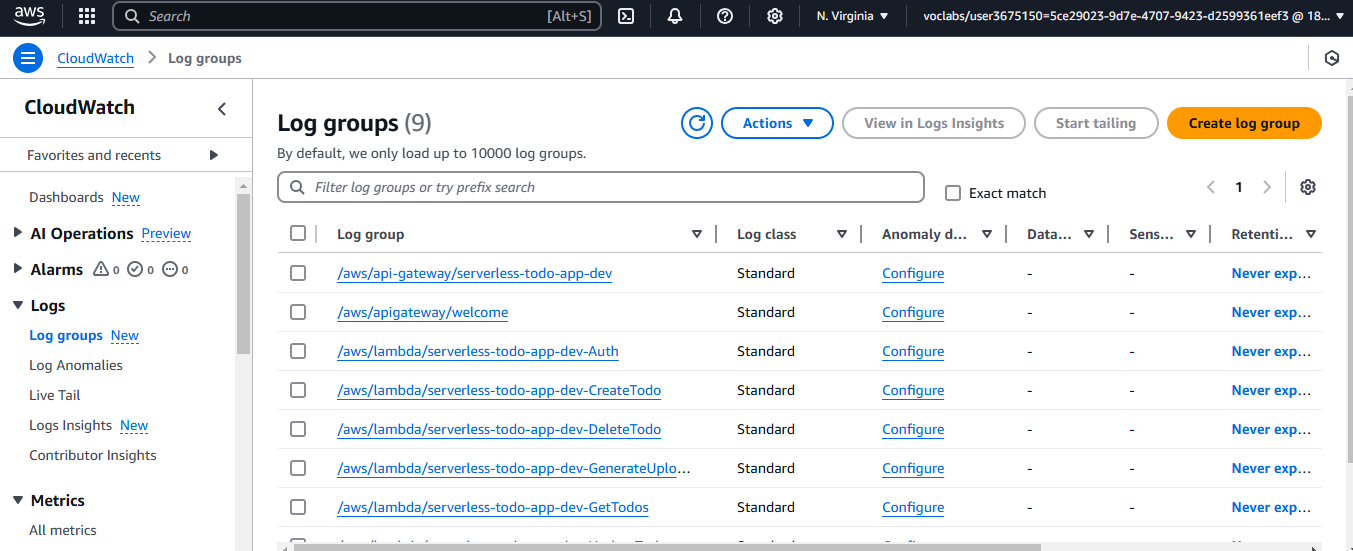 aws Search [Alt+S] N. Virginia voclabs/user3675150=5ce29023-9d7e-4707-9423-d2599361eef3 @ 18...
CloudWatch Log groups
CloudWatch
Favorites and recents
Dashboards New
AI Operations Preview
Alarms 0 0 0
Logs
Log groups New
Log Anomalies
Live Tail
Logs Insights New
Contributor Insights
Metrics
All metrics
Log groups (9)
Actions View in Logs Insights Start tailing Create log group
By default, we only load up to 10000 log groups.
Filter log groups or try prefix search Exact match 1
Log group Log class Anomaly d... Data... Sens... Retenti...
/aws/api-gateway/serverless-todo-app-dev Standard Configure - - Never exp...
/aws/apigateway/welcome Standard Configure - - Never exp...
/aws/lambda/serverless-todo-app-dev-Auth Standard Configure - - Never exp...
/aws/lambda/serverless-todo-app-dev-CreateTodo Standard Configure - - Never exp...
/aws/lambda/serverless-todo-app-dev-DeleteTodo Standard Configure - - Never exp...
/aws/lambda/serverless-todo-app-dev-GenerateUplo... Standard Configure - - Never exp...
/aws/lambda/serverless-todo-app-dev-GetTodos Standard Configure - - Never exp...